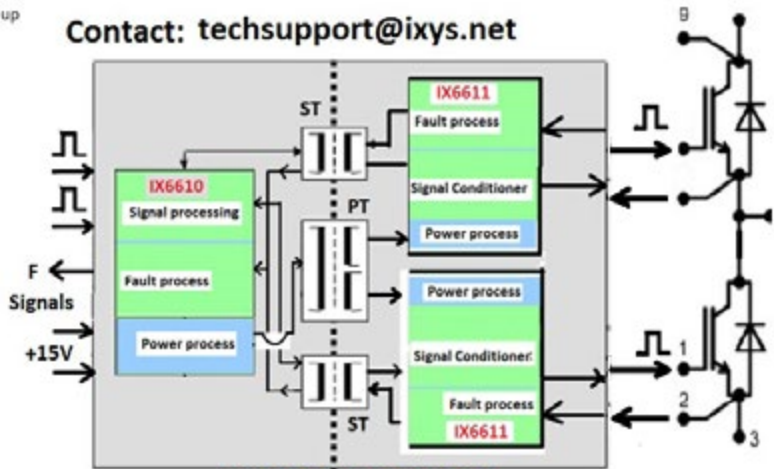 up
Contact: techsupport@ixys.net
9
ST
IX6611
Fault process
Signal Conditioner
Power process
IX6610
Signal processing
Fault process
Power process
PT
F
Signals
+15V
Power process
Signal Conditioner
Fault process
IX6611
ST
1
2
3